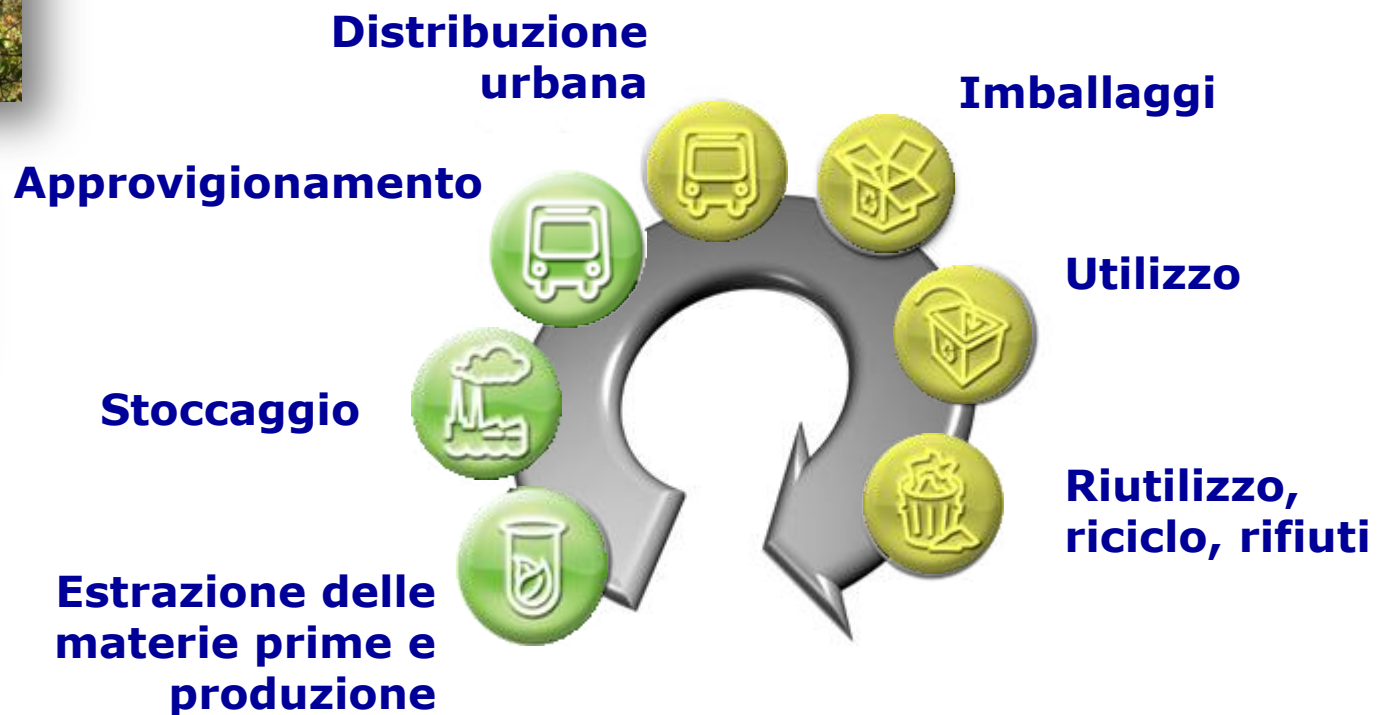 Distribuzione
urbana
Imballaggi
Approvigionamento
Utilizzo
Stoccaggio
Riutilizzo,
riciclo, rifiuti
Estrazione delle
materie prime e
produzione